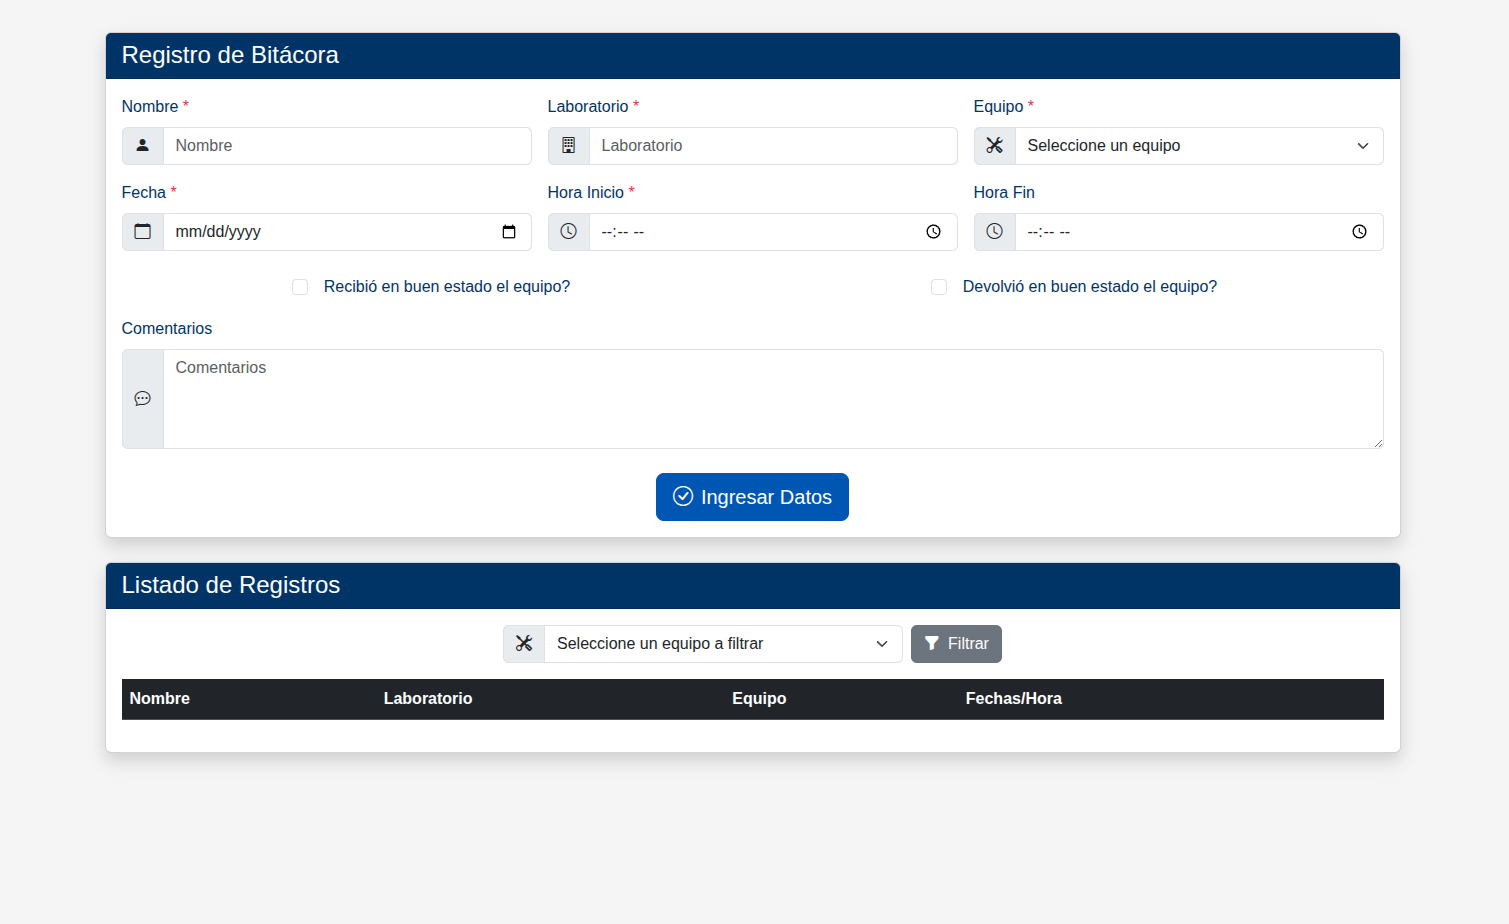 Registro de Bitácora
Nombre * Laboratorio * Equipo *
Nombre Laboratorio Seleccione un equipo
Fecha * Hora Inicio * Hora Fin
mm/dd/yyyy --:-- -- --:-- --
Recibió en buen estado el equipo? Devolvió en buen estado el equipo?
Comentarios
Comentarios
Ingresar Datos
Listado de Registros
Seleccione un equipo a filtrar Filtrar
Nombre Laboratorio Equipo Fechas/Hora